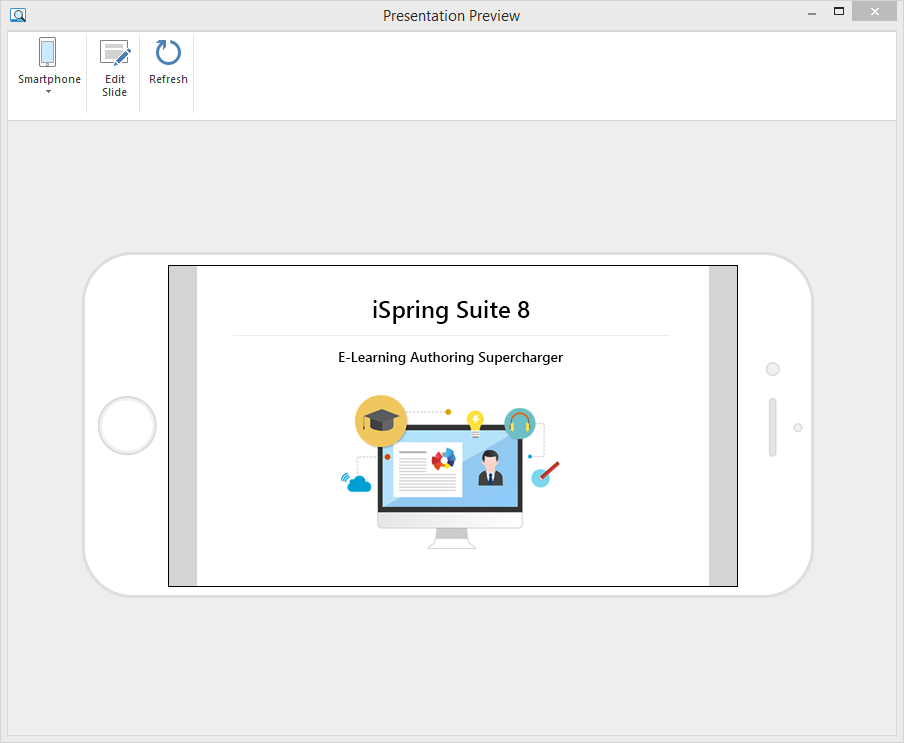 Presentation Preview
Smartphone
Edit
Slide
Refresh
iSpring Suite 8
E-Learning Authoring Supercharger